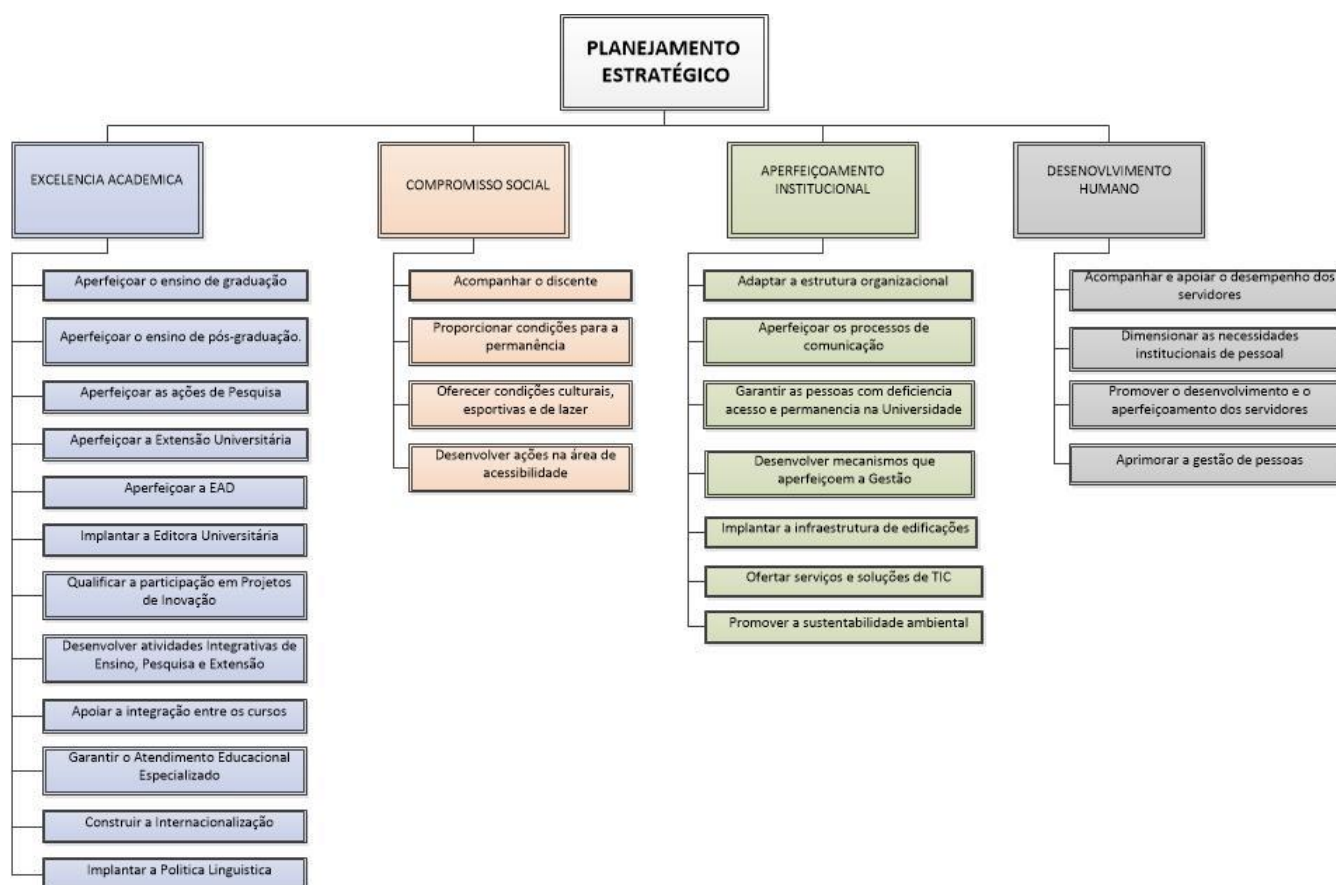 PLANEJAMENTO
ESTRATÉGICO
EXCELENCIA ACADEMICA
Aperfeiçoar o ensino de graduação
Aperfeiçoar o ensino de pós-graduação.
Aperfeiçoar as ações de Pesquisa
Aperfeiçoar a Extensão Universitária
Aperfeiçoar a EAD
Implantar a Editora Universitária
Qualificar a participação em Projetos
de Inovação
Desenvolver atividades Integrativas de
Ensino, Pesquisa e Extensão
Apoiar a integração entre os cursos
Garantir o Atendimento Educacional
Especializado
Construir a Internacionalização
Implantar a Politica Linguistica
COMPROMISSO SOCIAL
Acompanhar o discente
Proporcionar condições para a
permanência
Oferecer condições culturais,
esportivas e de lazer
Desenvolver ações na área de
acessibilidade
APERFEIÇOAMENTO
INSTITUCIONAL
Adaptar a estrutura organizacional
Aperfeiçoar os processos de
comunicação
Garantir as pessoas com deficiencia
acesso e permanencia na Universidade
Desenvolver mecanismos que
aperfeiçoem a Gestão
Implantar a infraestrutura de edificações
Ofertar serviços e soluções de TIC
Promover a sustentabilidade ambiental
DESENOVLVIMENTO
HUMANO
Acompanhar e apoiar o desempenho dos
servidores
Dimensionar as necessidades
institucionais de pessoal
Promover o desenvolvimento e o
aperfeiçoamento dos servidores
Aprimorar a gestão de pessoas